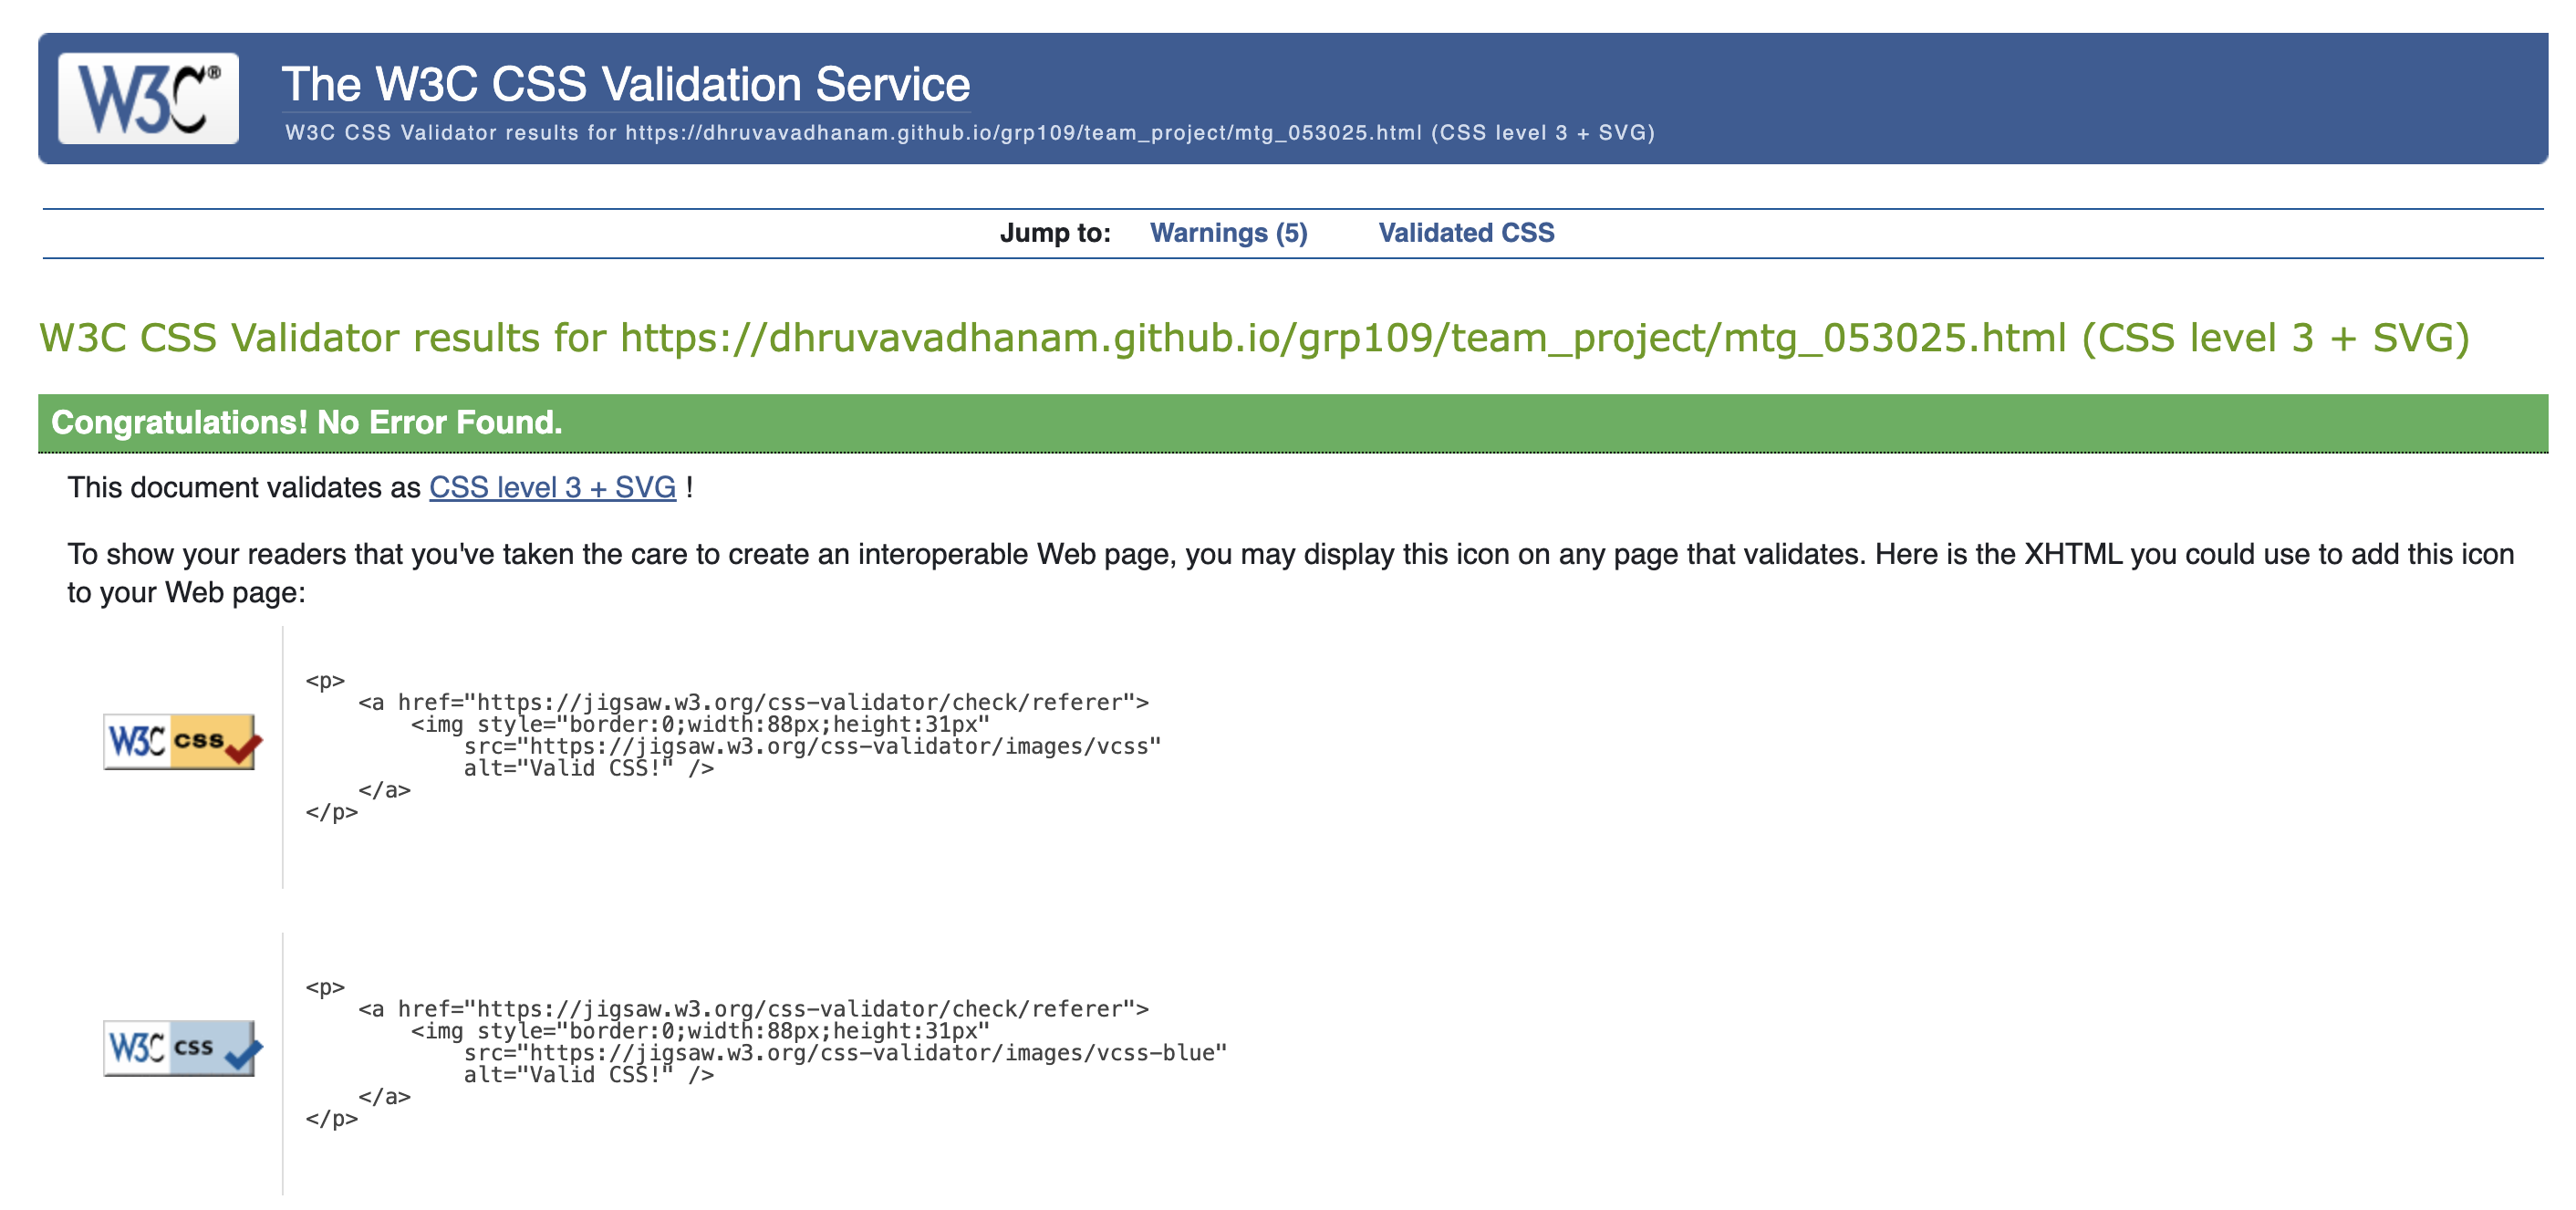 W3C®
The W3C CSS Validation Service
W3C CSS Validator results for https://dhruvavadhanam.github.io/grp109/team_project/mtg_053025.html (CSS level 3 + SVG)
Jump to: Warnings (5) Validated CSS
W3C CSS Validator results for https://dhruvavadhanam.github.io/grp109/team_project/mtg_053025.html (CSS level 3 + SVG)
Congratulations! No Error Found.
This document validates as CSS level 3 + SVG !
To show your readers that you've taken the care to create an interoperable Web page, you may display this icon on any page that validates. Here is the XHTML you could use to add this icon
to your Web page:
<p>
    <a href="https://jigsaw.w3.org/css-validator/check/referer">
        <img style="border:0;width:88px;height:31px"
            src="https://jigsaw.w3.org/css-validator/images/vcss"
            alt="Valid CSS!" />
    </a>
</p>
W3C css
<p>
    <a href="https://jigsaw.w3.org/css-validator/check/referer">
        <img style="border:0;width:88px;height:31px"
            src="https://jigsaw.w3.org/css-validator/images/vcss-blue"
            alt="Valid CSS!" />
    </a>
</p>
W3C css